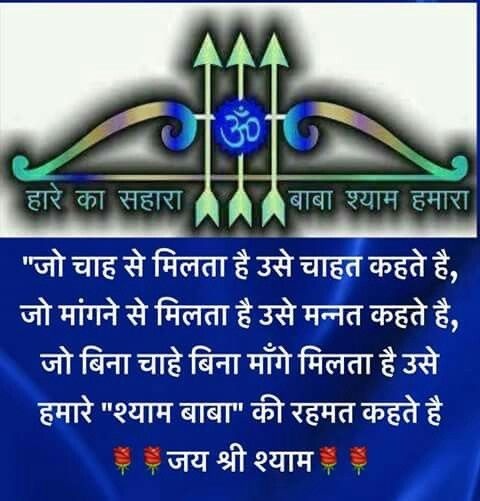 ॐ
हारे का सहारा बाबा श्याम हमारा
"जो चाह से मिलता है उसे चाहत कहते है,
जो मांगने से मिलता है उसे मन्नत कहते है,
जो बिना चाहे बिना माँगे मिलता है उसे
हमारे "श्याम बाबा" की रहमत कहते है
🌹🌹जय श्री श्याम🌹🌹